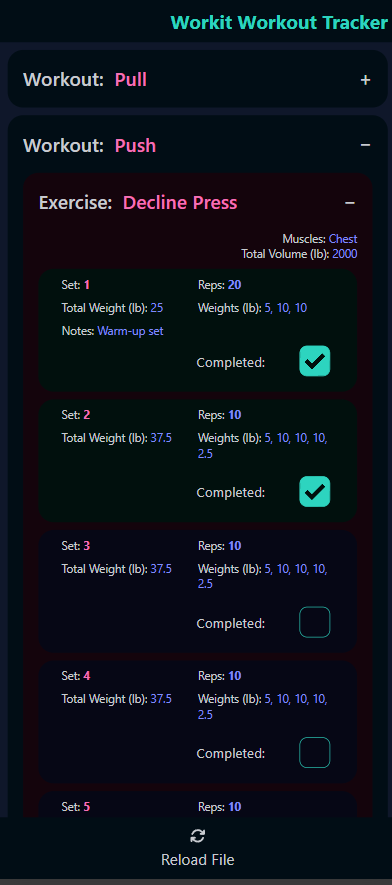 Workit Workout Tracker
Workout: Pull +
Workout: Push −
Exercise: Decline Press −
Muscles: Chest
Total Volume (lb): 2000
Set: 1 Reps: 20
Total Weight (lb): 25 Weights (lb): 5, 10, 10
Notes: Warm-up set
Completed:
Set: 2 Reps: 10
Total Weight (lb): 37.5 Weights (lb): 5, 10, 10, 10,
2.5
Completed:
Set: 3 Reps: 10
Total Weight (lb): 37.5 Weights (lb): 5, 10, 10, 10,
2.5
Completed:
Set: 4 Reps: 10
Total Weight (lb): 37.5 Weights (lb): 5, 10, 10, 10,
2.5
Completed:
Set: 5 Reps: 10
Reload File